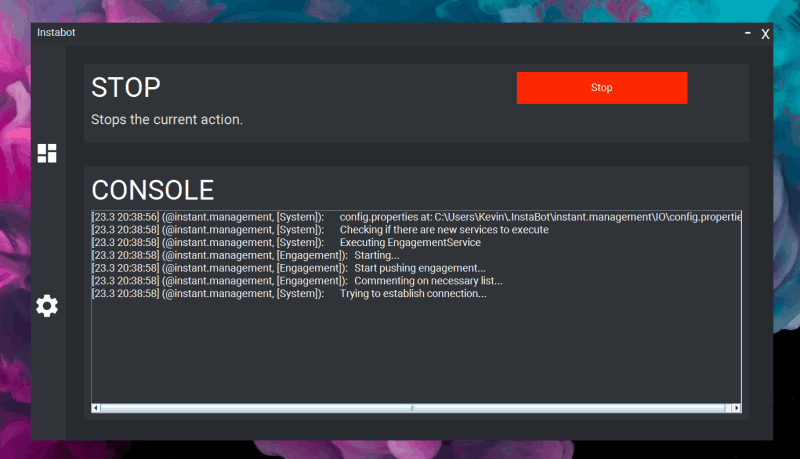 Instabot
- X
STOP
Stop
Stops the current action.
CONSOLE
[23.3 20:38:56] (@instant.management, [System]): config.properties at: C:\Users\Kevin\.InstaBot\instant.management\IO\config.propertie
[23.3 20:38:58] (@instant.management, [System]): Checking if there are new services to execute
[23.3 20:38:58] (@instant.management, [System]): Executing EngagementService
[23.3 20:38:58] (@instant.management, [Engagement]): Starting...
[23.3 20:38:58] (@instant.management, [Engagement]): Start pushing engagement...
[23.3 20:38:58] (@instant.management, [Engagement]): Commenting on necessary list...
[23.3 20:38:58] (@instant.management, [System]): Trying to establish connection...